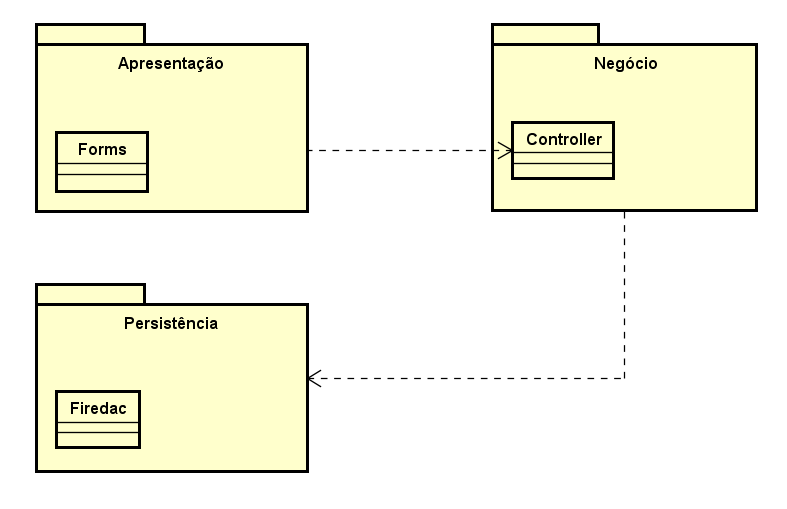 Apresentação
Forms
Negócio
Controller
Persistência
Firedac